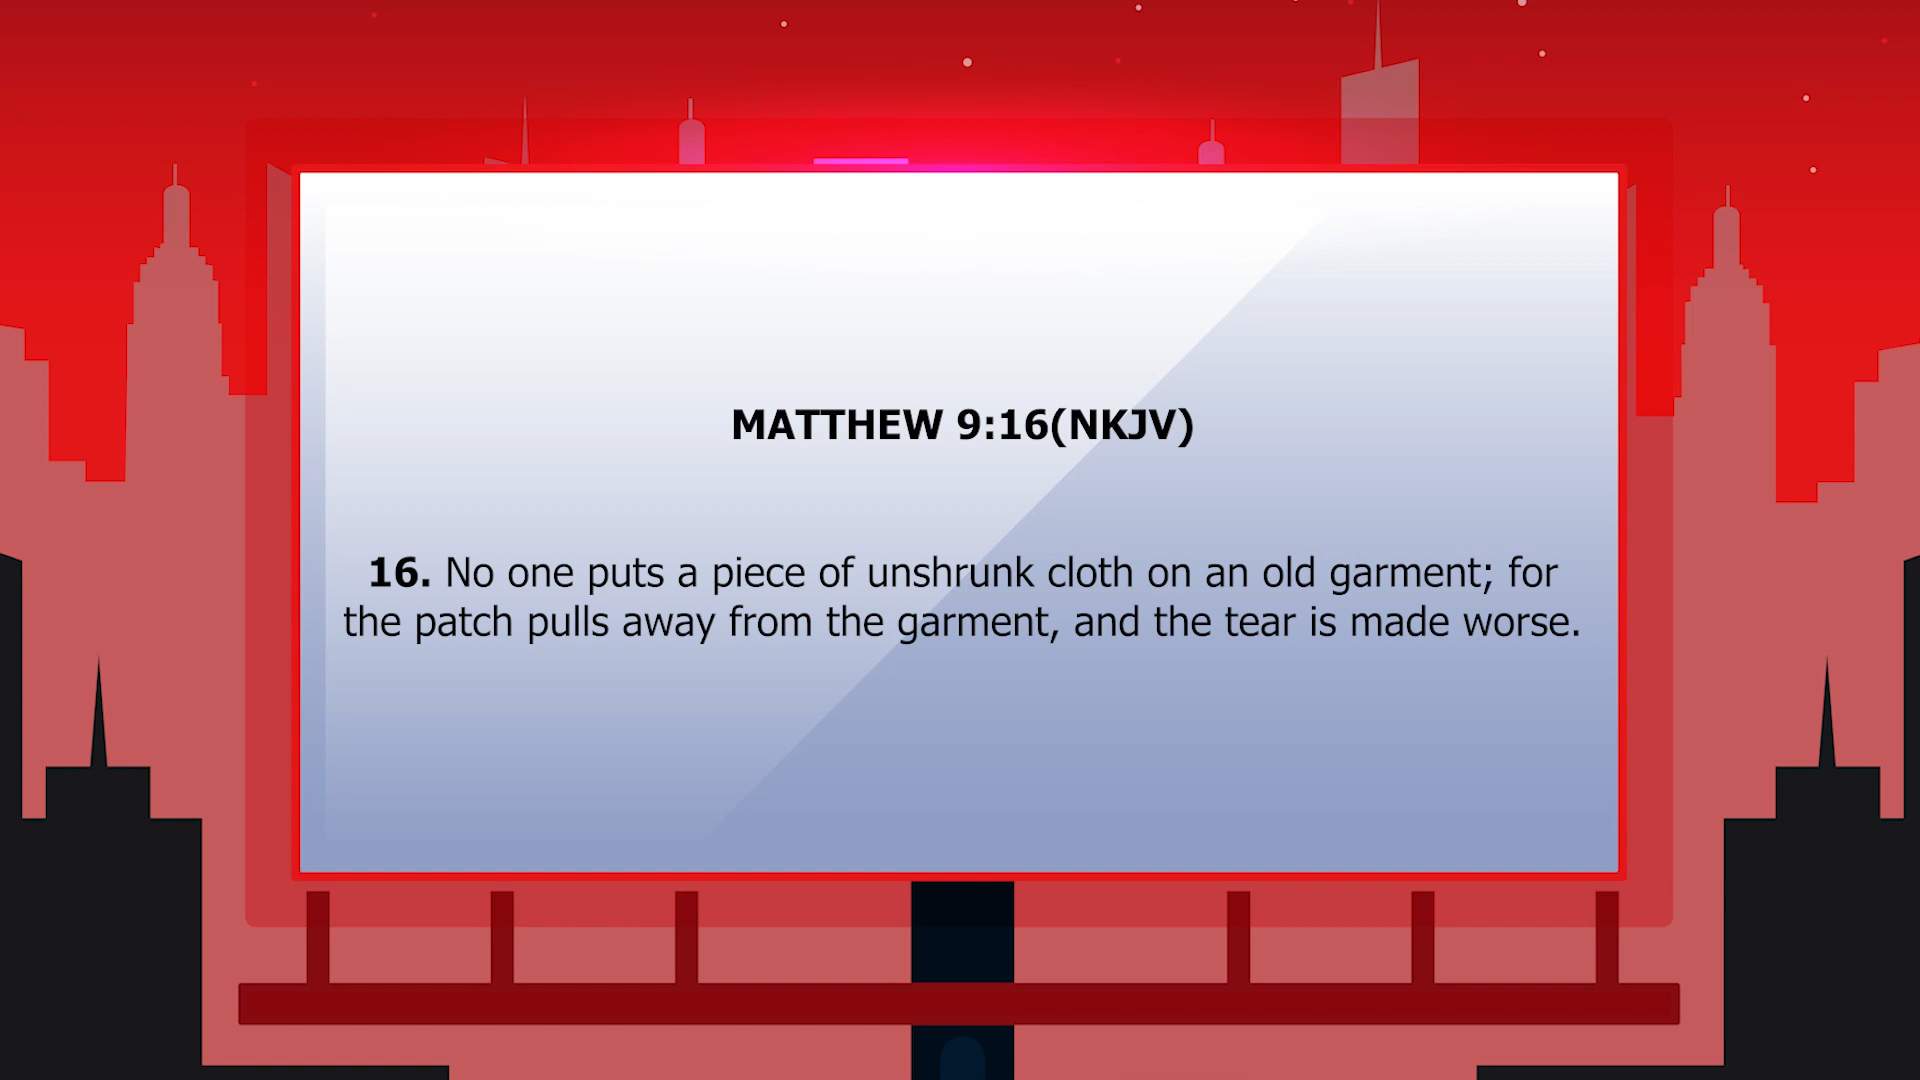 MATTHEW 9:16(NKJV)
16. No one puts a piece of unshrunk cloth on an old garment; for
the patch pulls away from the garment, and the tear is made worse.